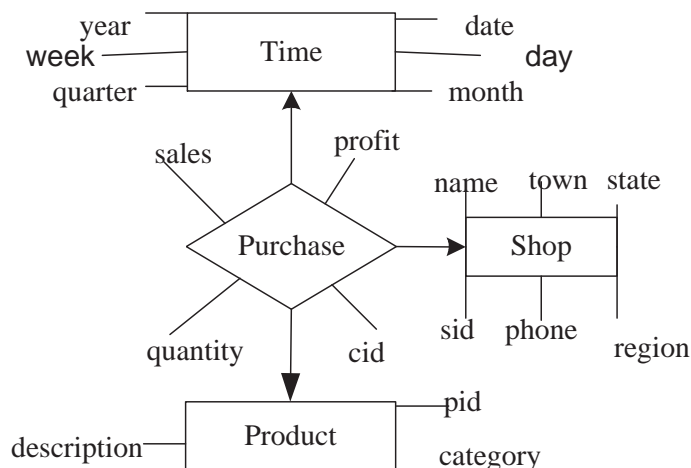 year
date
week
Time
day
quarter
month
sales
profit
name
town
state
Purchase
Shop
quantity
cid
sid
phone
region
pid
description
Product
category